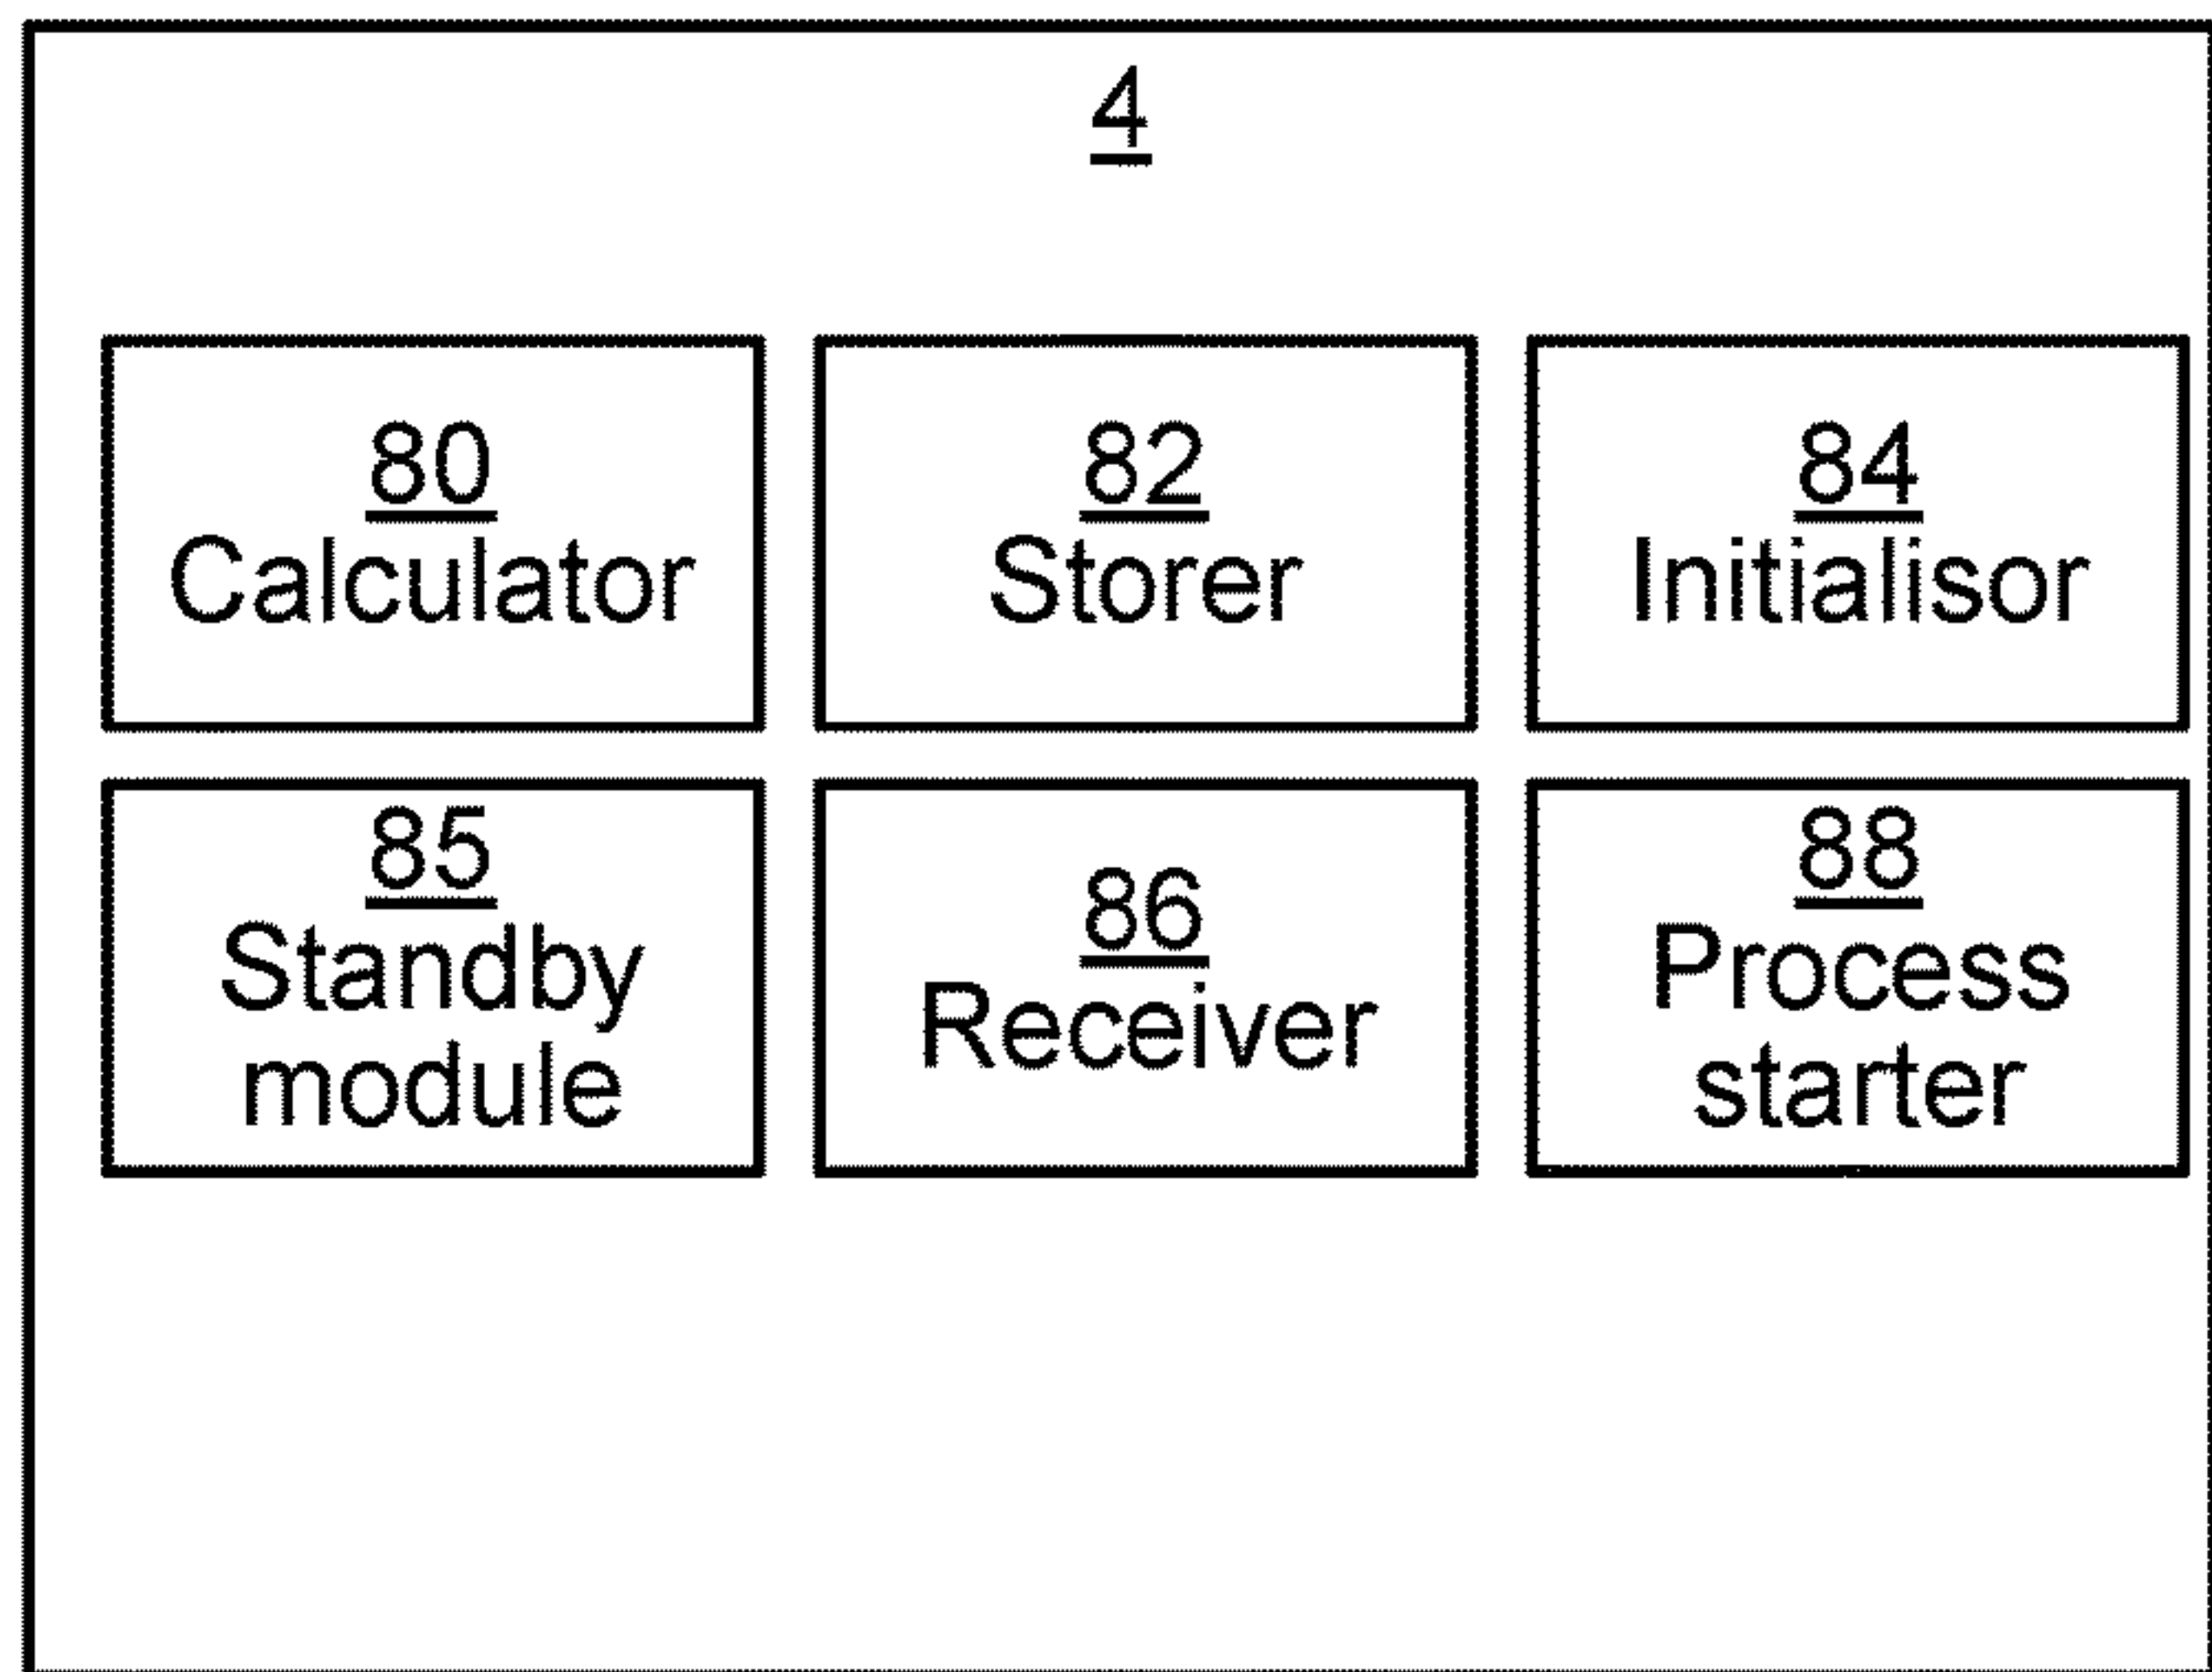 4
80
Calculator
82
Storer
84
Initialisor
85
Standby
module
86
Receiver
88
Process
starter